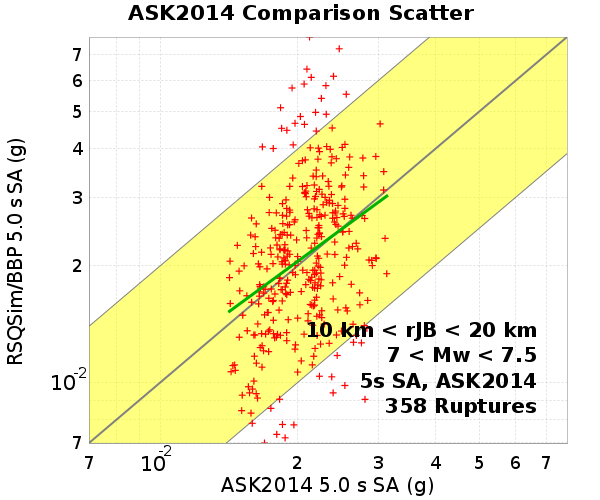 ASK2014 Comparison Scatter
RSQSim/BBP 5.0 s SA (g)
7
6
5
4
3
2
10-2
7
10 km < rJB < 20 km
7 < Mw < 7.5
5s SA, ASK2014
358 Ruptures
7 10-2 2 3 4 5 6 7
ASK2014 5.0 s SA (g)